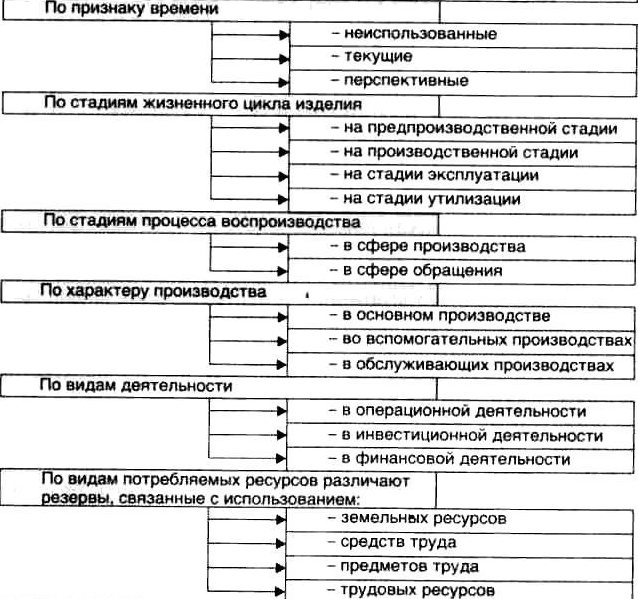 По признаку времени
– неиспользованные
– текущие
– перспективные
По стадиям жизненного цикла изделия
– на предпроизводственной стадии
– на производственной стадии
– на стадии эксплуатации
– на стадии утилизации
По стадиям процесса воспроизводства
– в сфере производства
– в сфере обращения
По характеру производства
– в основном производстве
– во вспомогательных производствах
– в обслуживающих производствах
По видам деятельности
– в операционной деятельности
– в инвестиционной деятельности
– в финансовой деятельности
По видам потребляемых ресурсов различают
резервы, связанные с использованием:
– земельных ресурсов
– средств труда
– предметов труда
– трудовых ресурсов